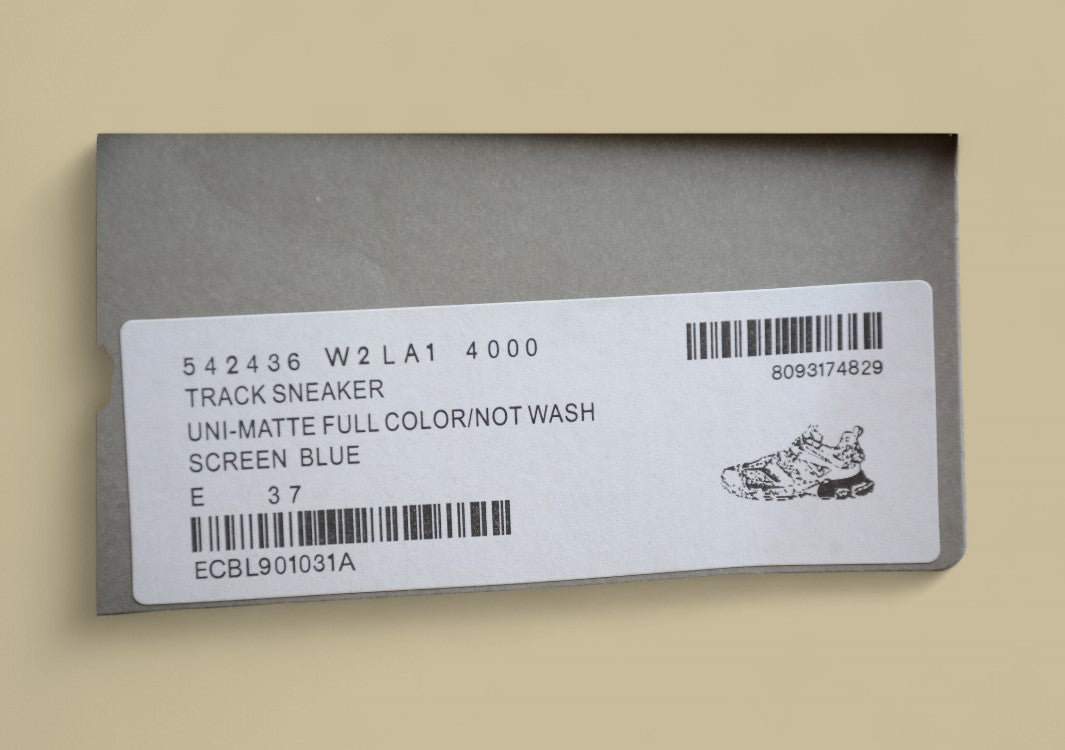 542436 W2LA1 4000
8093174829
TRACK SNEAKER
UNI-MATTE FULL COLOR/NOT WASH
SCREEN BLUE
E 37
ECBL901031A